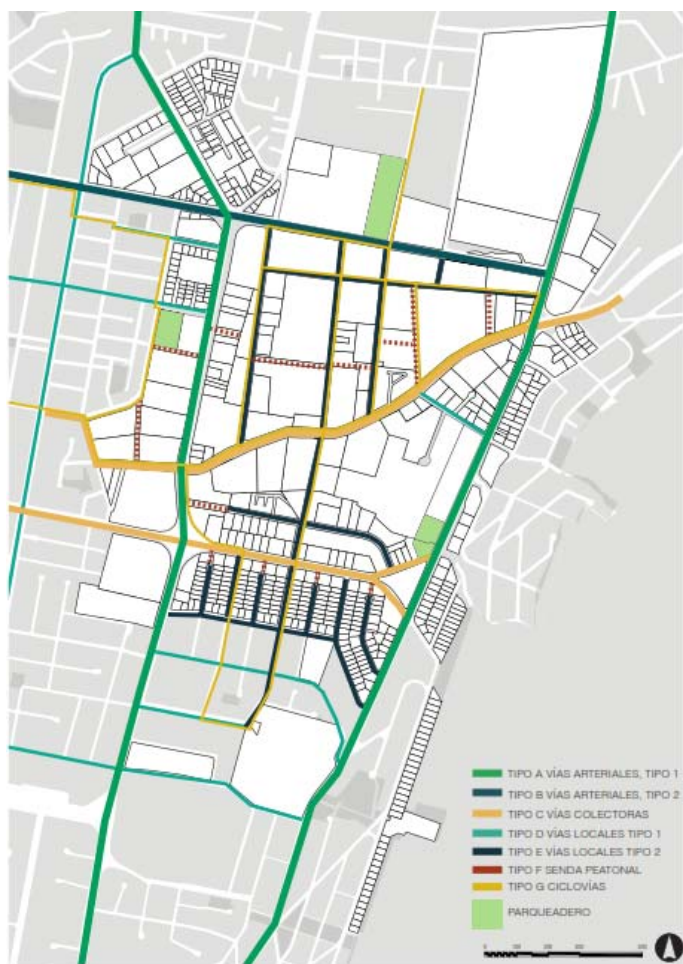 TIPO A VÍAS ARTERIALES, TIPO 1
TIPO B VÍAS ARTERIALES, TIPO 2
TIPO C VÍAS COLECTORAS
TIPO D VÍAS LOCALES TIPO 1
TIPO E VÍAS LOCALES TIPO 2
TIPO F SENDA PEATONAL
TIPO G CICLOVÍAS
PARQUEADERO